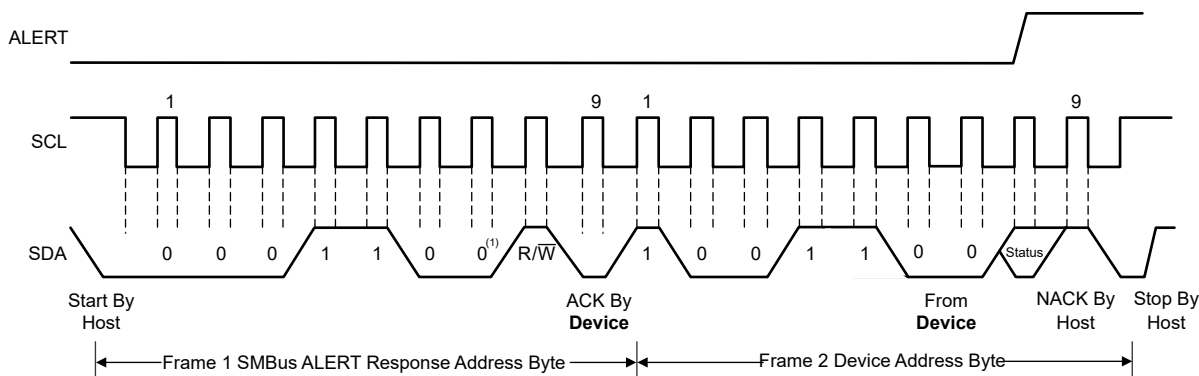 ALERT
1 9 1 9
SCL
SDA 0 0 0 1 1 0 0(1) R/W̅ 1 0 0 1 1 0 0 Status
Start By
Host
ACK By
Device
From
Device
NACK By
Host
Stop By
Host
Frame 1 SMBus ALERT Response Address Byte
Frame 2 Device Address Byte